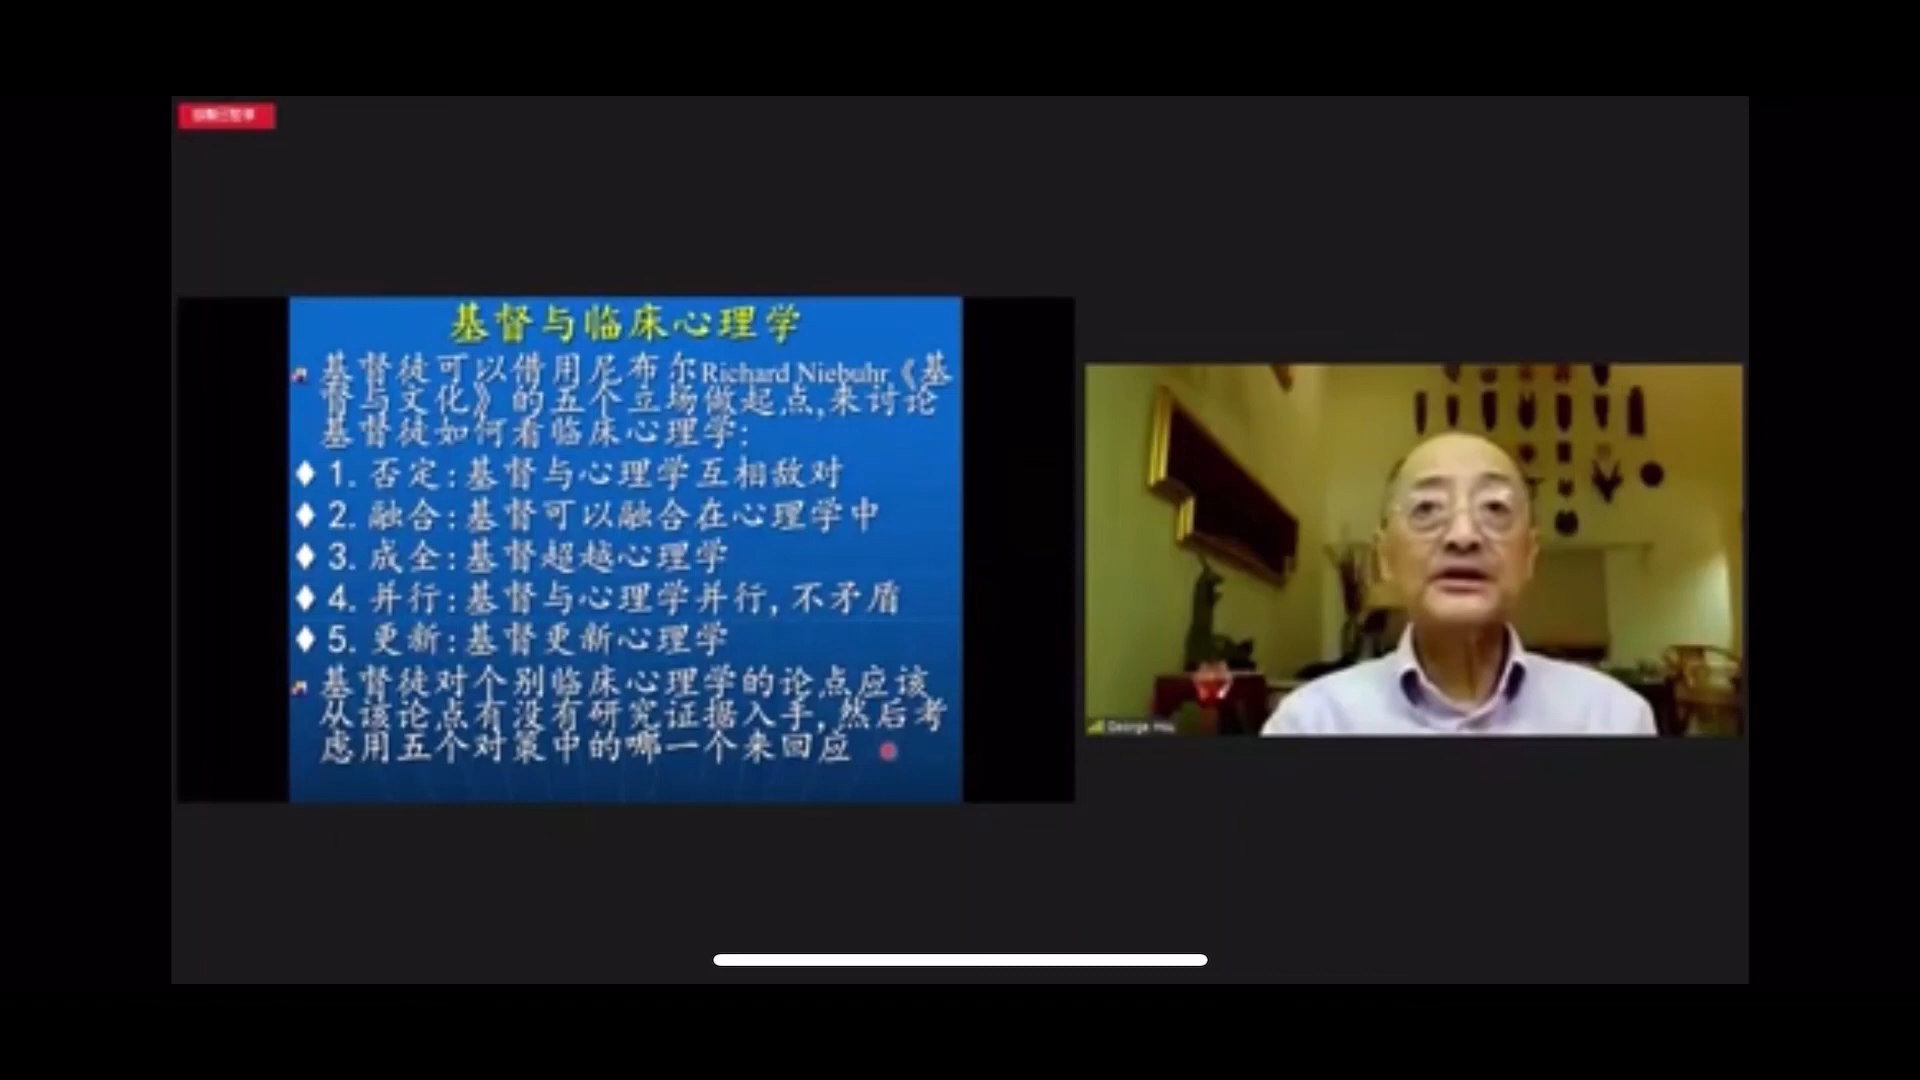 基督与临床心理学
基督徒可以借用尼布尔Richard Niebuhr《基
督与文化》的五个立场做起点,来讨论
基督徒如何看临床心理学:
1. 否定:基督与心理学互相敌对
2. 融合:基督可以融合在心理学中
3. 成全:基督超越心理学
4. 并行:基督与心理学并行,不矛盾
5. 更新:基督更新心理学
基督徒对个别临床心理学的论点应该
从该论点有没有研究证据入手,然后考
虑用五个对策中的哪一个来回应
George